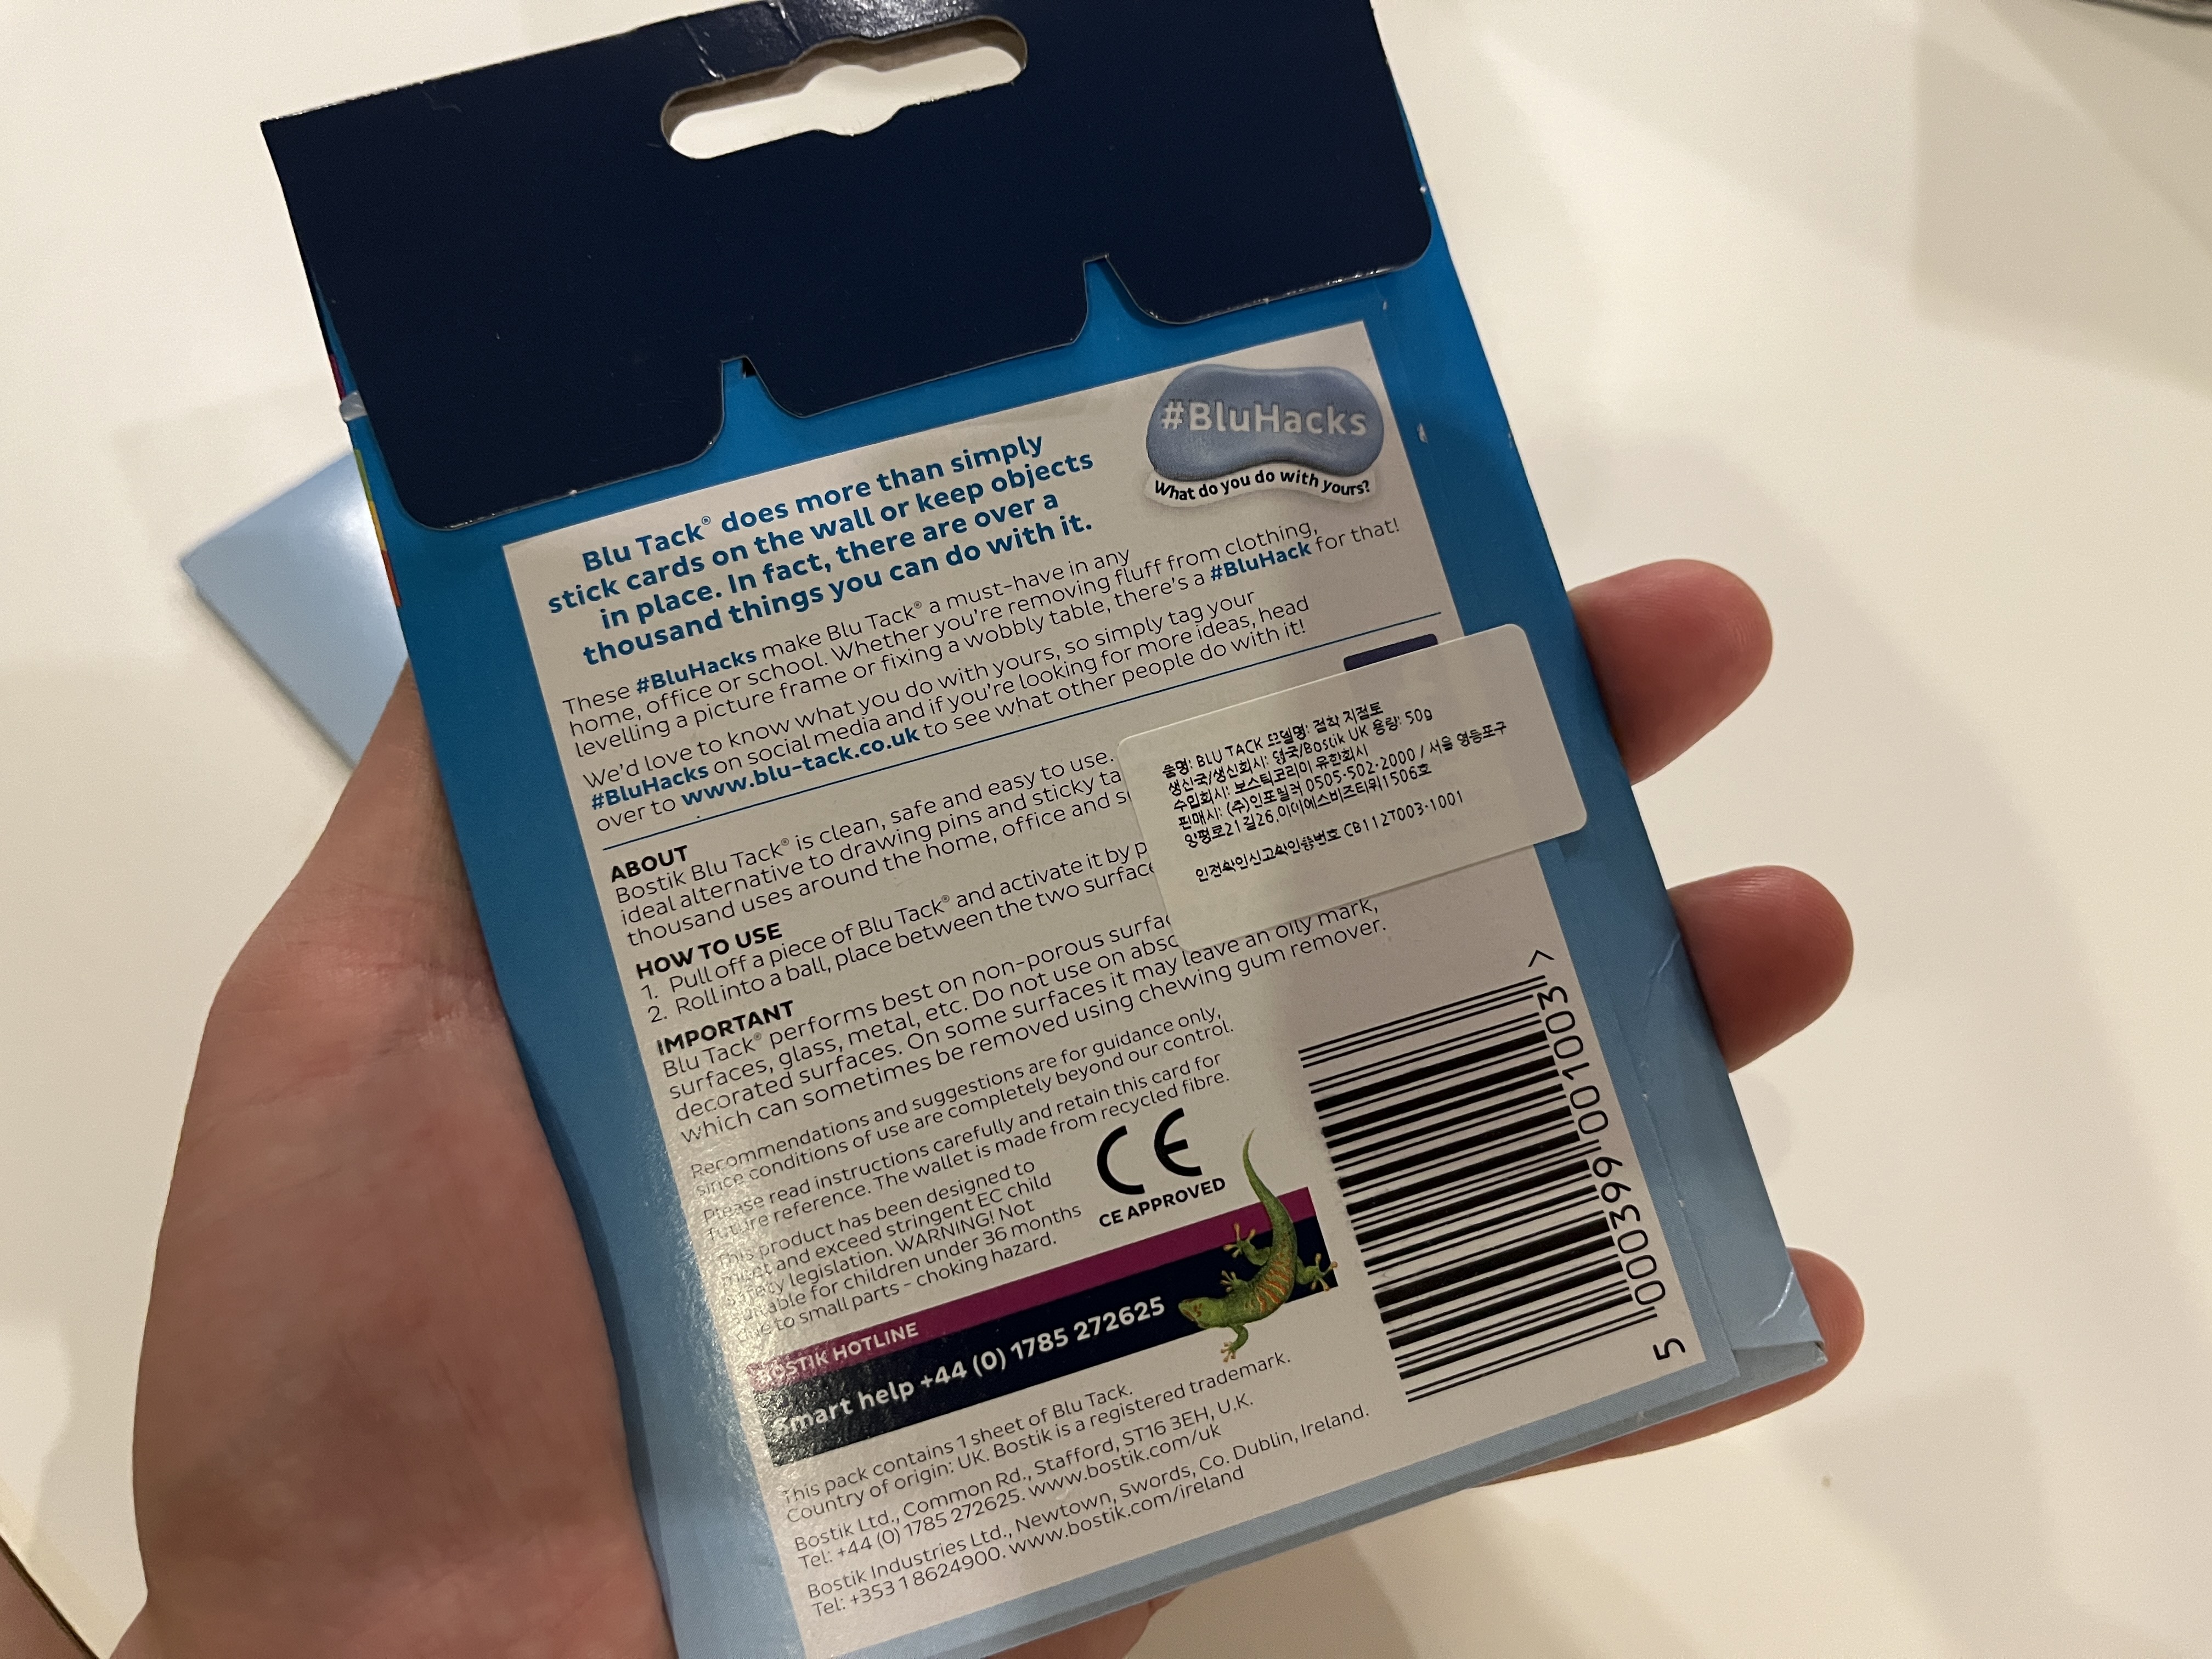 #BluHacks
What do you do with yours?
Blu Tack® does more than simply
stick cards on the wall or keep objects
in place. In fact, there are over a
thousand things you can do with it.
These #BluHacks make Blu Tack® a must-have in any
home, office or school. Whether you're removing fluff from clothing,
levelling a picture frame or fixing a wobbly table, there's a #BluHack for that!
We'd love to know what you do with yours, so simply tag your
#BluHacks on social media and if you're looking for more ideas, head
over to www.blu-tack.co.uk to see what other people do with it!
ABOUT
Bostik Blu Tack® is clean, safe and easy to use.
ideal alternative to drawing pins and sticky ta
thousand uses around the home, office and s
HOW TO USE
1. Pull off a piece of Blu Tack® and activate it by p
2. Roll into a ball, place between the two surface
IMPORTANT
Blu Tack® performs best on non-porous surfac
surfaces, glass, metal, etc. Do not use on abso
decorated surfaces. On some surfaces it may leave an oily mark,
which can sometimes be removed using chewing gum remover.
Recommendations and suggestions are for guidance only,
since conditions of use are completely beyond our control.
Please read instructions carefully and retain this card for
future reference. The wallet is made from recycled fibre.
This product has been designed to
meet and exceed stringent EC child
safety legislation. WARNING! Not
suitable for children under 36 months
due to small parts - choking hazard.
CE
CE APPROVED
BOSTIK HOTLINE
Smart help +44 (0) 1785 272625
This pack contains 1 sheet of Blu Tack.
Country of origin: UK. Bostik is a registered trademark.
Bostik Ltd., Common Rd., Stafford, ST16 3EH, U.K.
Tel: +44 (0) 1785 272625. www.bostik.com/uk
Bostik Industries Ltd., Newtown, Swords, Co. Dublin, Ireland.
Tel: +353 1 8624900. www.bostik.com/ireland
품명: BLU TACK 모델명: 점착 지점토
생산국/생산회사: 영국/Bostik UK 용량: 50g
수입회사: 보스틱코리아 유한회사
판매사: (주)인포일러 0505-502-2000 / 서울 영등포구
양평로21길26,아이에스비즈타워1506호
안전확인신고확인증번호 CB112T003-1001
5 000399 001003 >